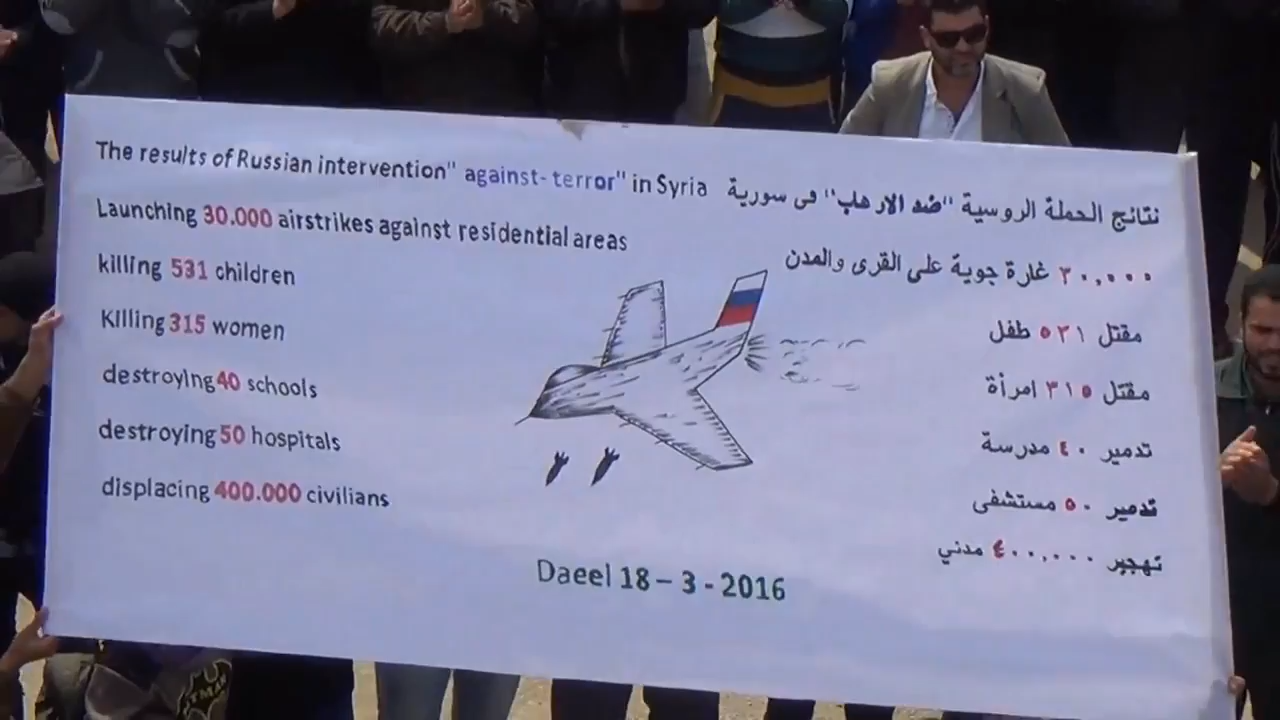 The results of Russian intervention" against- terror" in Syria
نتائج الحملة الروسية "ضد الارهاب" في سورية
Launching 30.000 airstrikes against residential areas
٣٠,٠٠٠ غارة جوية على القرى والمدن
killing 531 children
مقتل ٥٣١ طفل
Killing 315 women
مقتل ٣١٥ امرأة
destroying 40 schools
تدمير ٤٠ مدرسة
destroying 50 hospitals
تدمير ٥٠ مستشفى
displacing 400.000 civilians
تهجير ٤٠٠,٠٠٠ مدني
Daeel 18 – 3 - 2016